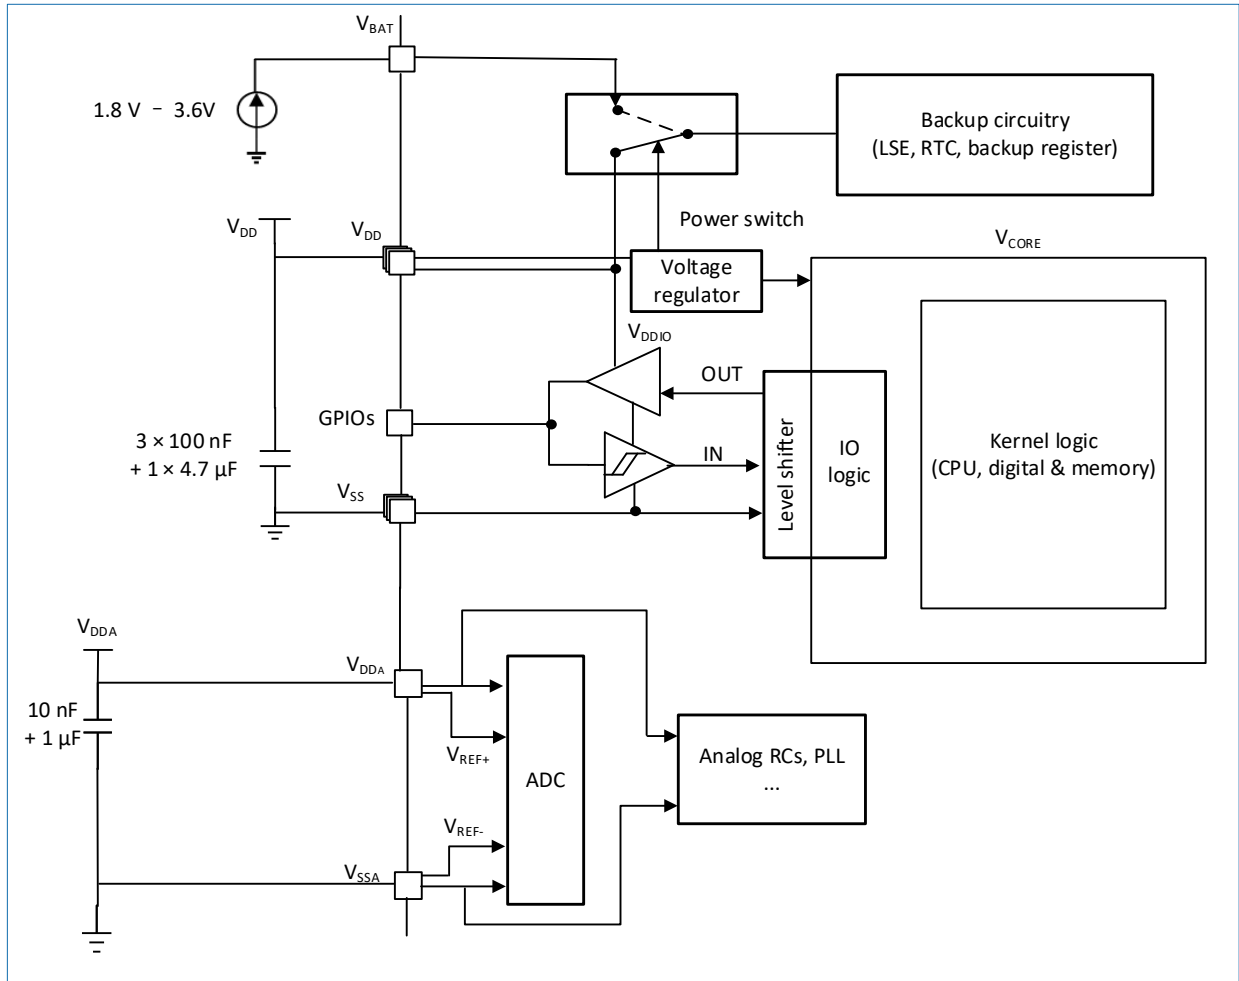 VBAT
1.8 V – 3.6V
Backup circuitry
(LSE, RTC, backup register)
Power switch
VDD
VDD
VCORE
Voltage
regulator
VDDIO
OUT
GPIOs
3 × 100 nF
+ 1 × 4.7 µF
IN
Level shifter
IO
logic
Kernel logic
(CPU, digital & memory)
VSS
VDDA
VDDA
10 nF
+ 1 µF
VREF+
ADC
Analog RCs, PLL
...
VREF-
VSSA